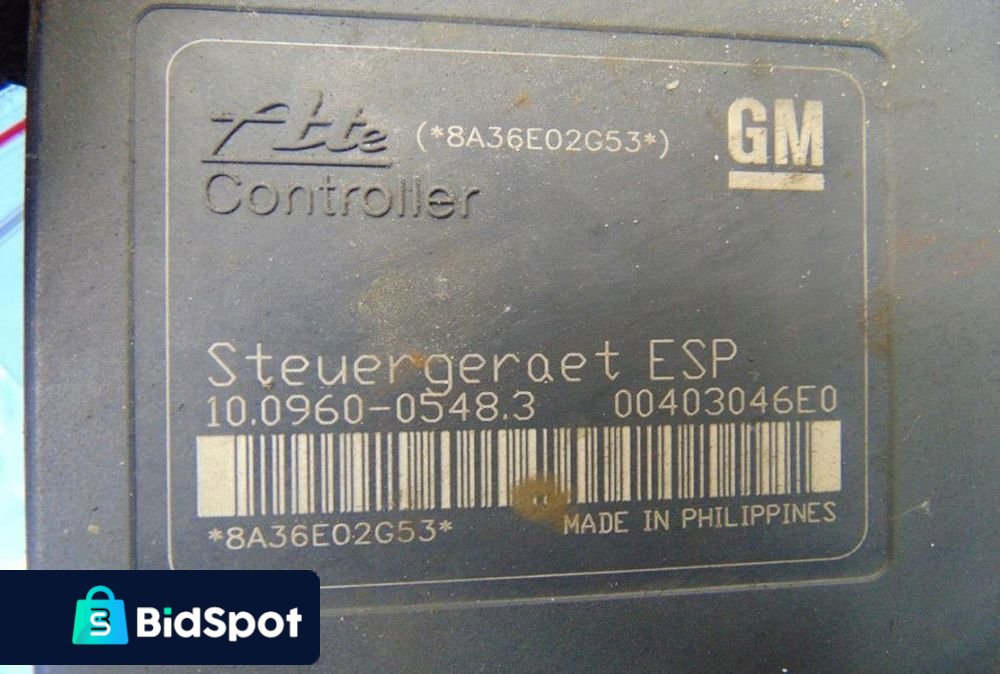 Ate (*8A36E02G53*) GM
Controller
Steuergeraet ESP
10.0960-0548.3 00403046E0
*8A36E02G53* MADE IN PHILIPPINES
S BidSpot